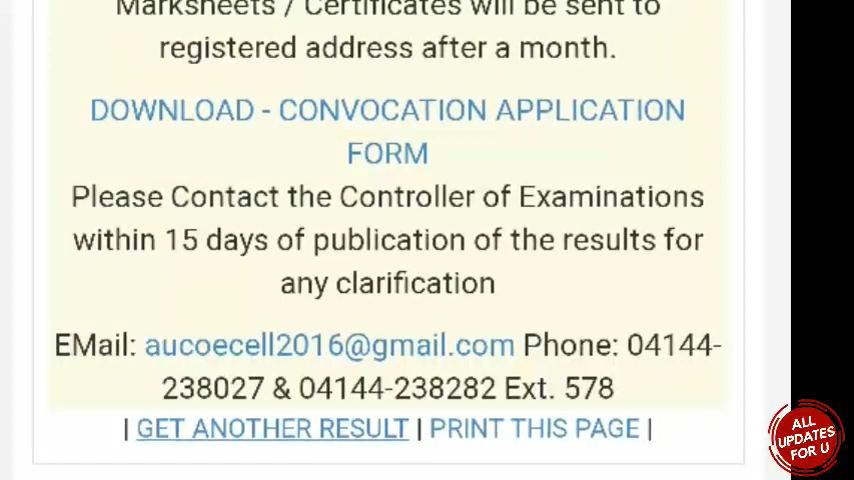 Marksheets / Certificates will be sent to
registered address after a month.
DOWNLOAD - CONVOCATION APPLICATION
FORM
Please Contact the Controller of Examinations
within 15 days of publication of the results for
any clarification
EMail: aucoecell2016@gmail.com Phone: 04144-
238027 & 04144-238282 Ext. 578
| GET ANOTHER RESULT | PRINT THIS PAGE |
ALL
UPDATES
FOR U